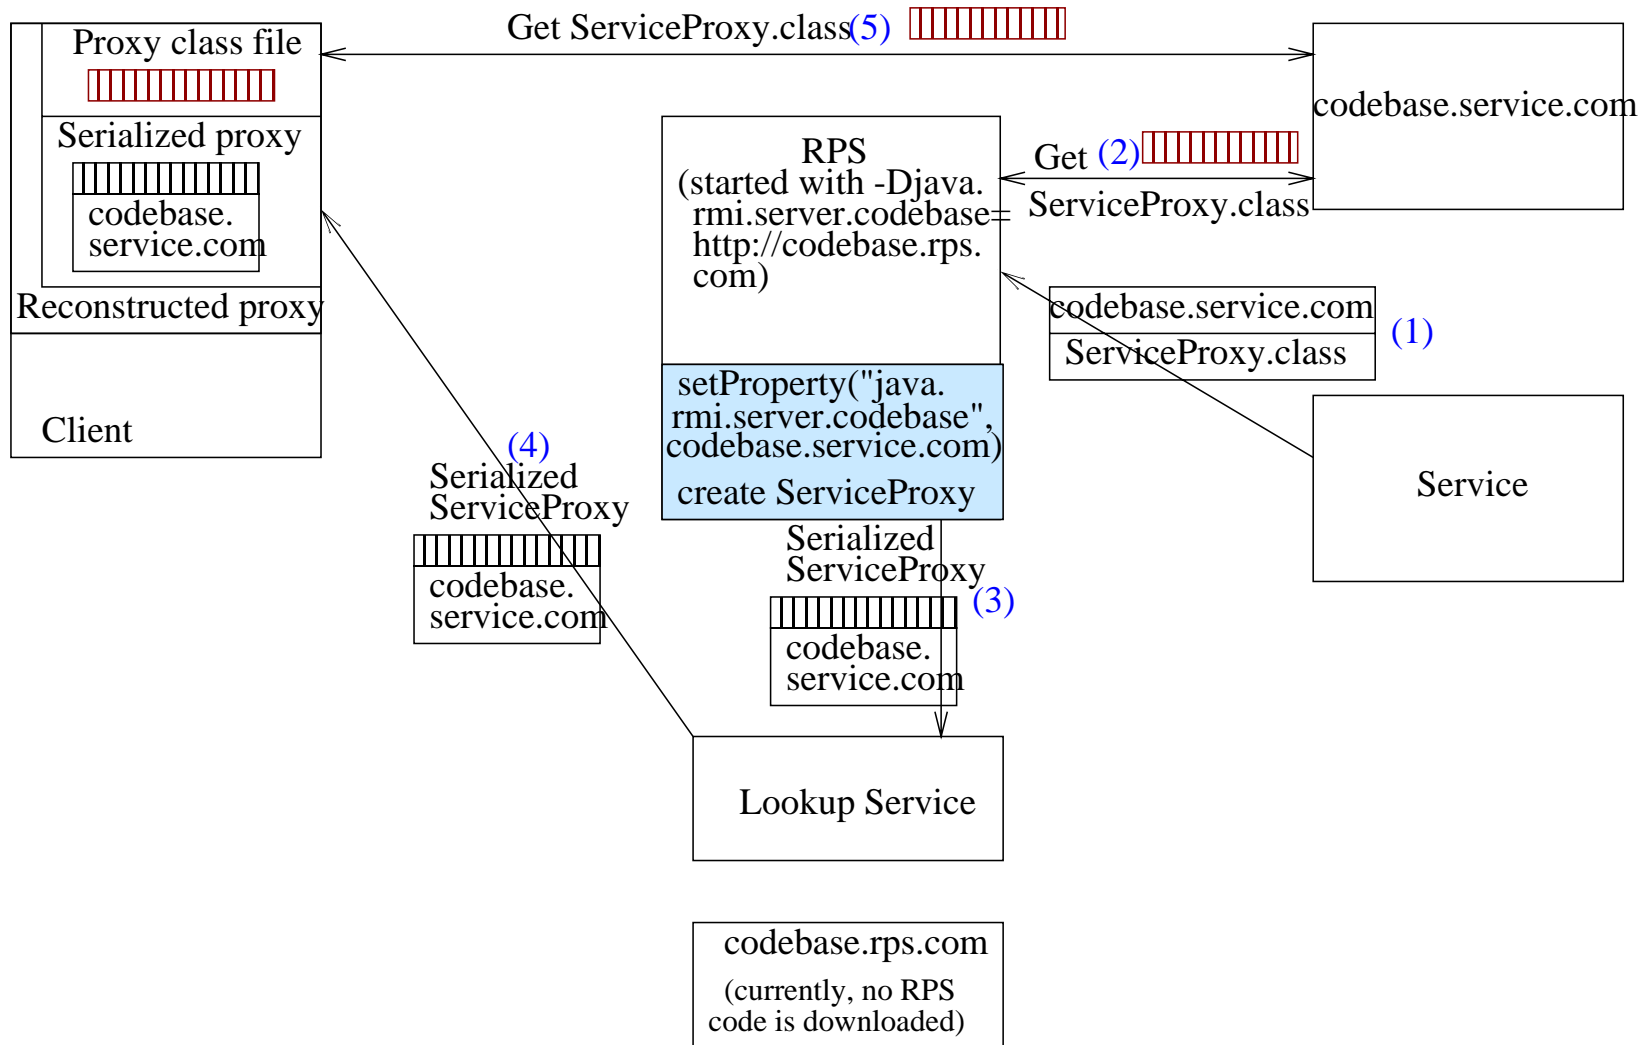 Get ServiceProxy.class(5)
Proxy class file
Serialized proxy
codebase.
service.com
Reconstructed proxy
Client
codebase.service.com
RPS
(started with -Djava.
rmi.server.codebase=
http://codebase.rps.
com)
Get (2)
ServiceProxy.class
codebase.service.com
ServiceProxy.class
(1)
setProperty("java.
rmi.server.codebase",
codebase.service.com)
create ServiceProxy
Service
(4)
Serialized
ServiceProxy
codebase.
service.com
Serialized
ServiceProxy
(3)
codebase.
service.com
Lookup Service
codebase.rps.com
(currently, no RPS
code is downloaded)